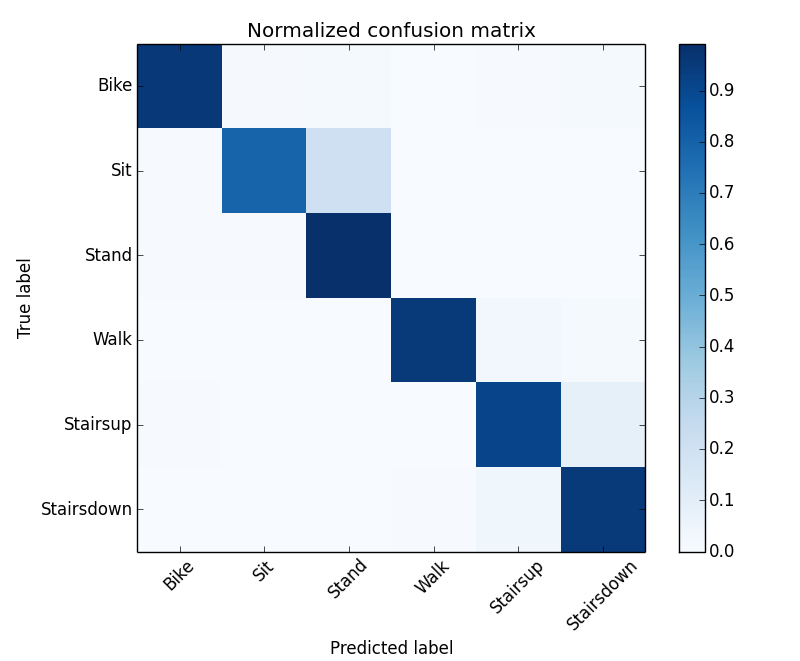 Normalized confusion matrix
True label
Bike
Sit
Stand
Walk
Stairsup
Stairsdown
Bike
Sit
Stand
Walk
Stairsup
Stairsdown
Predicted label
0.9
0.8
0.7
0.6
0.5
0.4
0.3
0.2
0.1
0.0